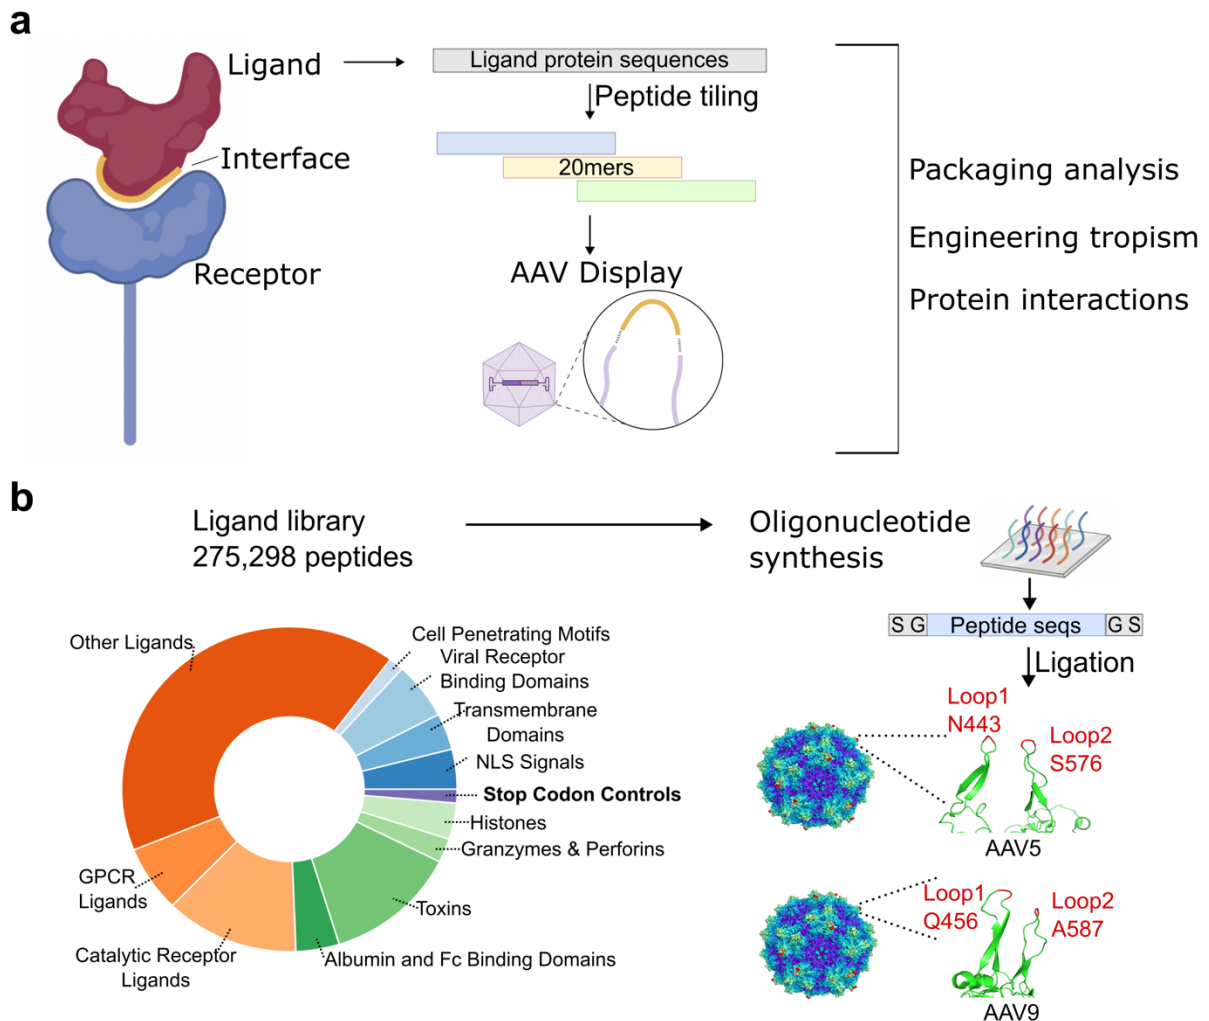 a
Ligand
Ligand protein sequences
Peptide tiling
Interface
20mers
Receptor
AAV Display
Packaging analysis
Engineering tropism
Protein interactions
b
Ligand library
275,298 peptides
Oligonucleotide
synthesis
S G
Peptide seqs
G S
Ligation
Other Ligands
Cell Penetrating Motifs
Viral Receptor
Binding Domains
Transmembrane
Domains
NLS Signals
Stop Codon Controls
Histones
Granzymes & Perforins
Toxins
Albumin and Fc Binding Domains
Catalytic Receptor
Ligands
GPCR
Ligands
Loop1
N443
Loop2
S576
AAV5
Loop1
Q456
Loop2
A587
AAV9